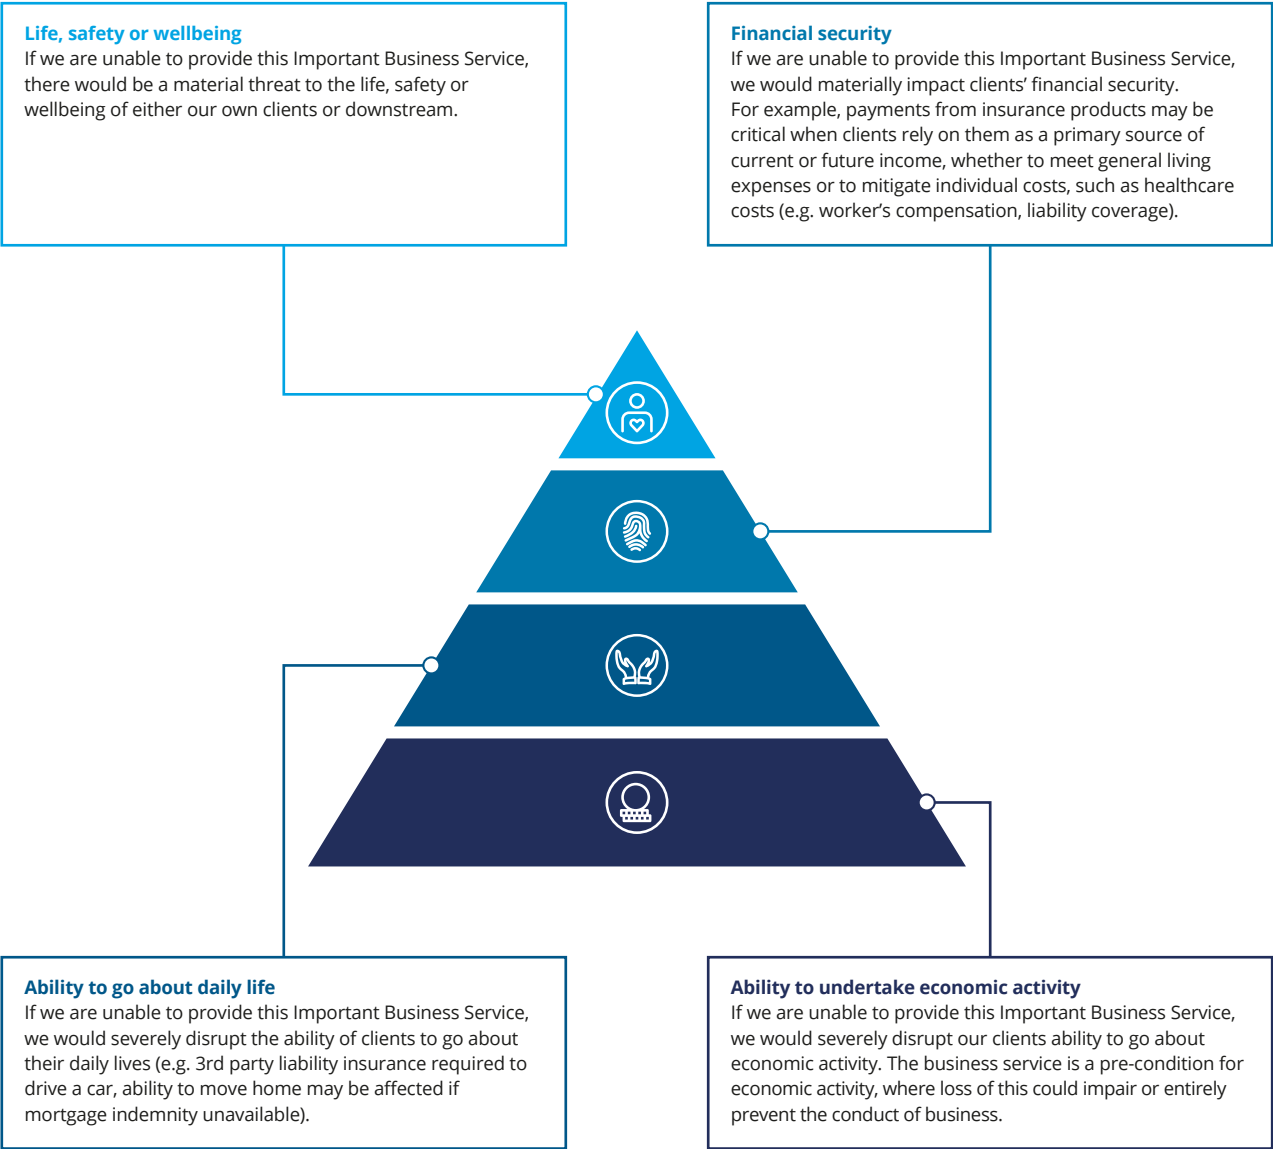 Life, safety or wellbeing
If we are unable to provide this Important Business Service,
there would be a material threat to the life, safety or
wellbeing of either our own clients or downstream.
Financial security
If we are unable to provide this Important Business Service,
we would materially impact clients’ financial security.
For example, payments from insurance products may be
critical when clients rely on them as a primary source of
current or future income, whether to meet general living
expenses or to mitigate individual costs, such as healthcare
costs (e.g. worker’s compensation, liability coverage).
Ability to go about daily life
If we are unable to provide this Important Business Service,
we would severely disrupt the ability of clients to go about
their daily lives (e.g. 3rd party liability insurance required to
drive a car, ability to move home may be affected if
mortgage indemnity unavailable).
Ability to undertake economic activity
If we are unable to provide this Important Business Service,
we would severely disrupt our clients ability to go about
economic activity. The business service is a pre-condition for
economic activity, where loss of this could impair or entirely
prevent the conduct of business.